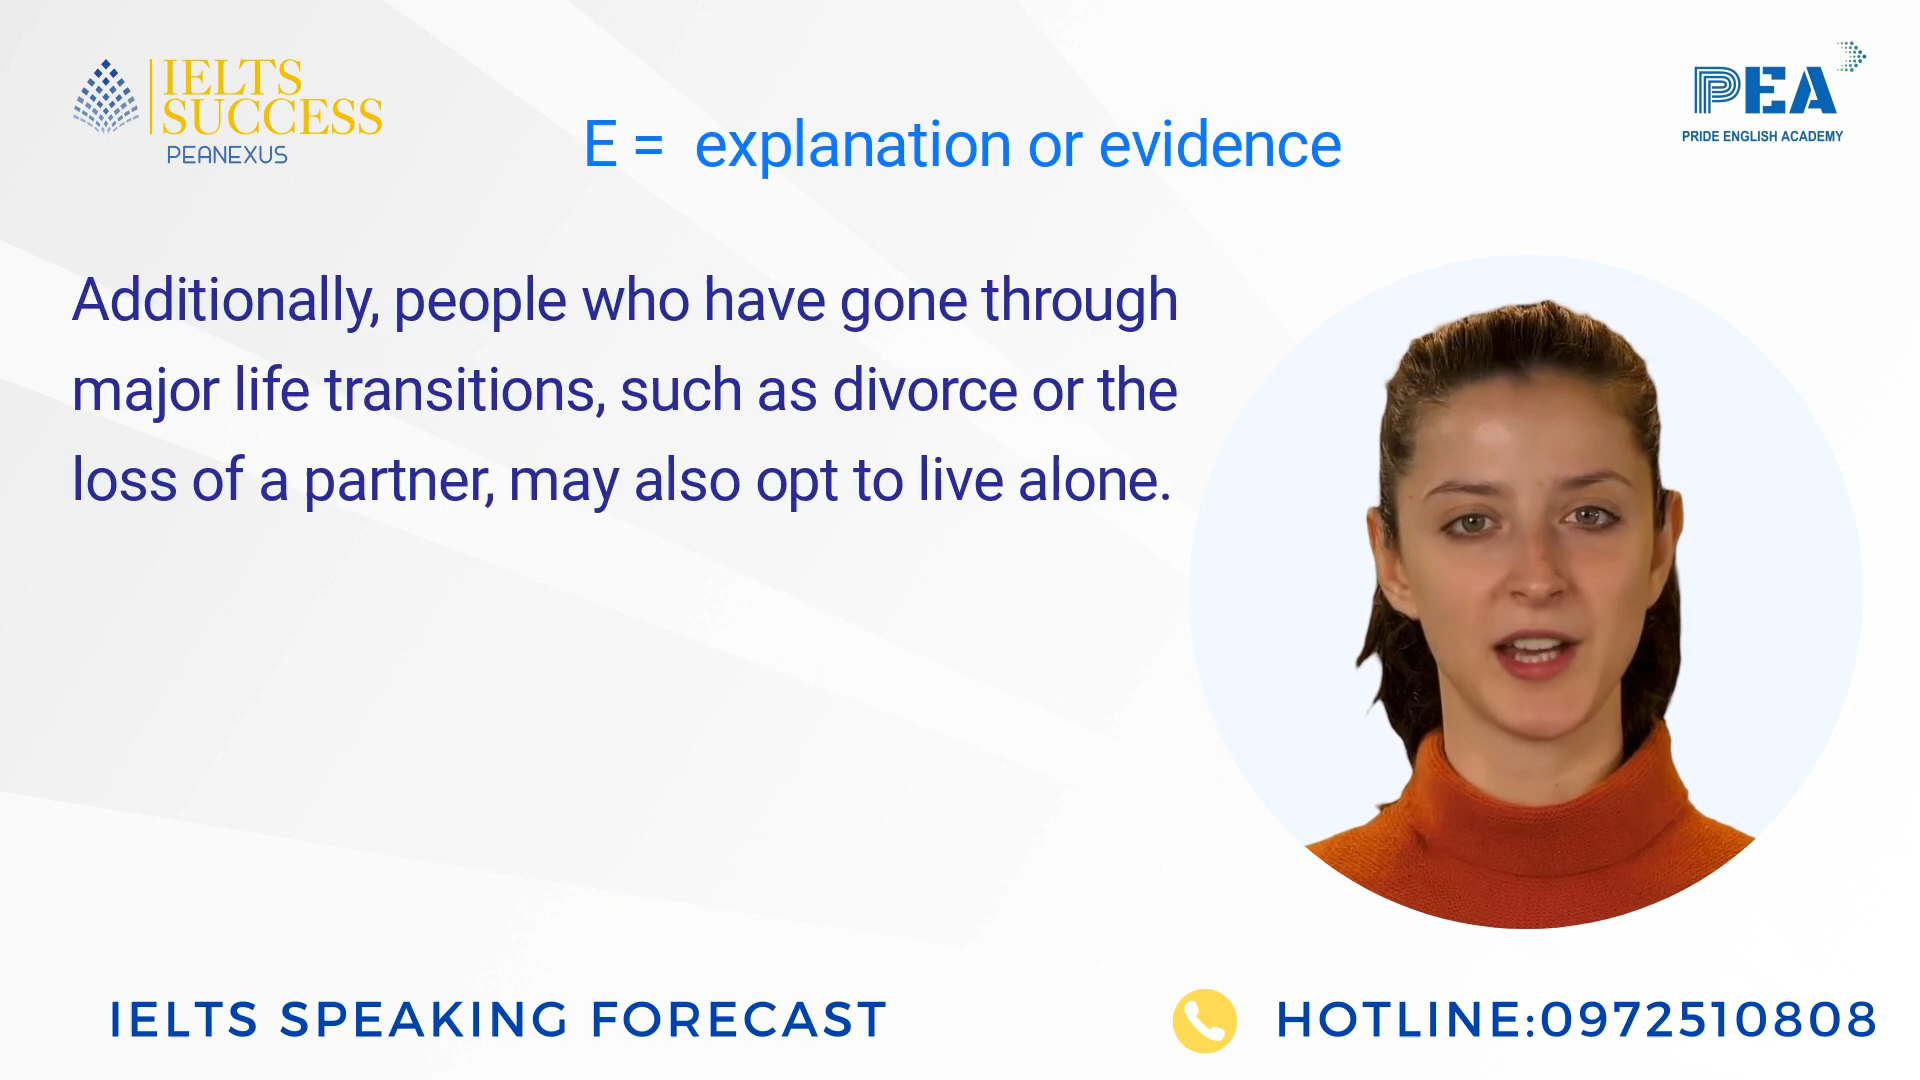 IELTS
SUCCESS
PEANEXUS
PEA
PRIDE ENGLISH ACADEMY
E = explanation or evidence
Additionally, people who have gone through
major life transitions, such as divorce or the
loss of a partner, may also opt to live alone.
IELTS SPEAKING FORECAST
HOTLINE:0972510808